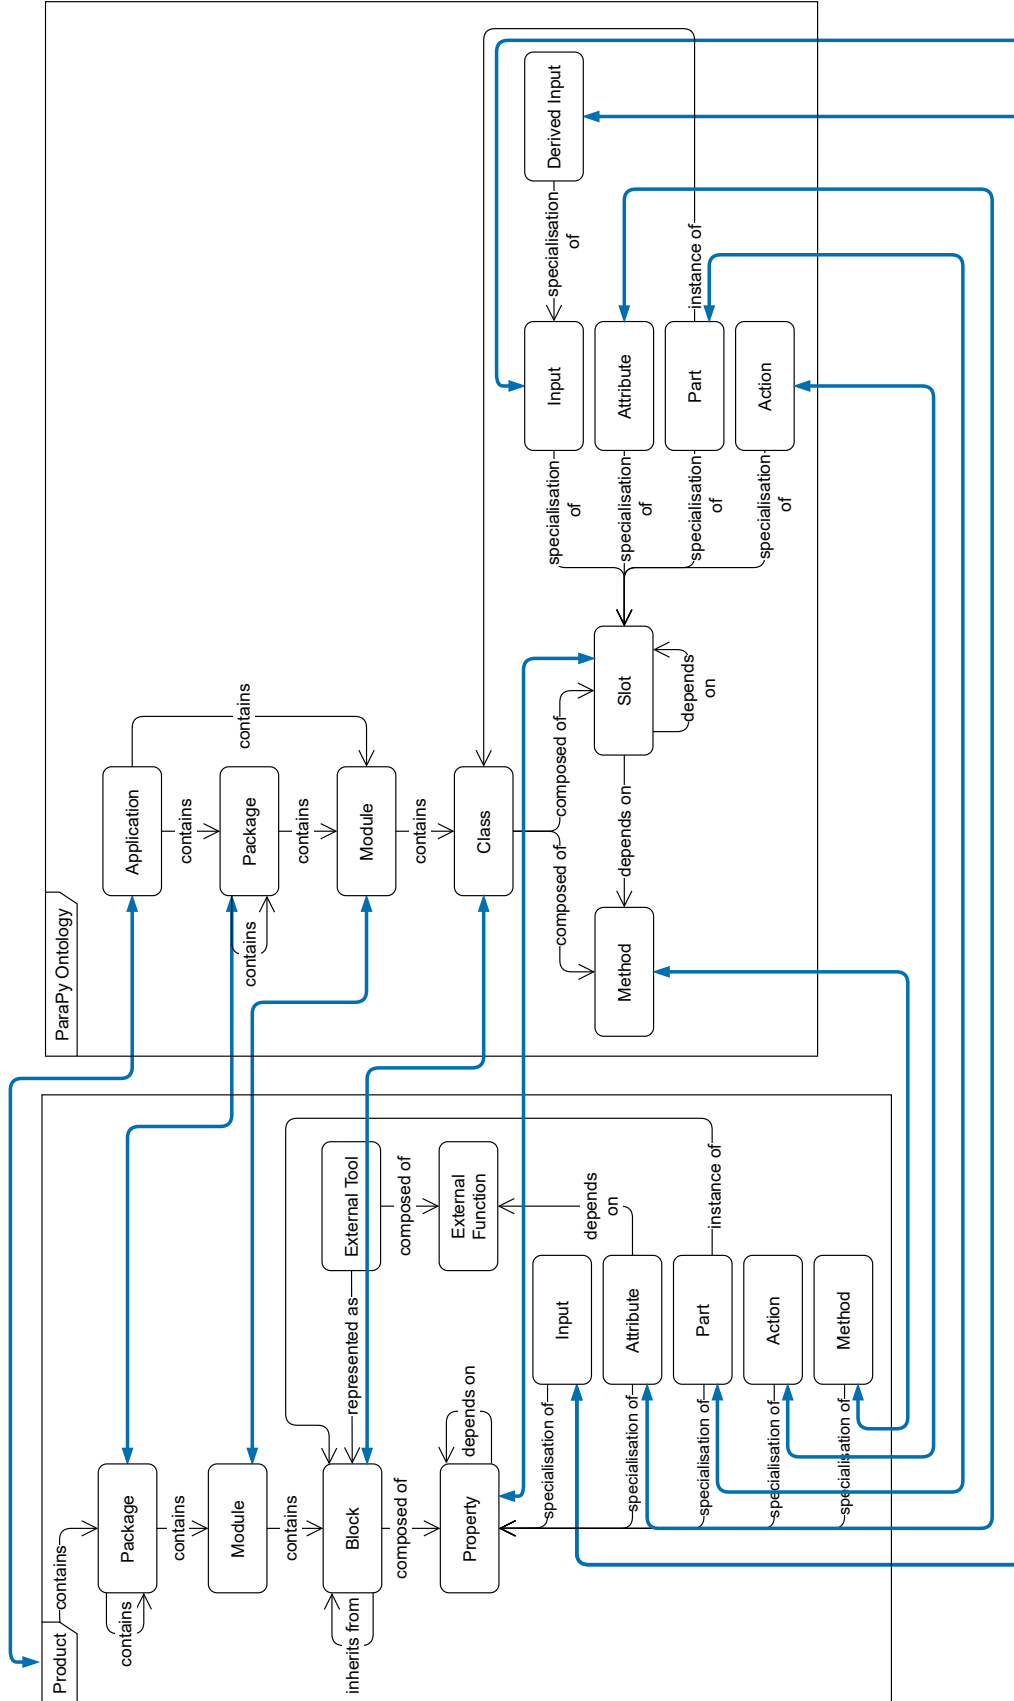 Product
contains
Package
contains
contains
Module
contains
Block
inherits from
composed of
Property
depends on
represented as
External Tool
composed of
External
Function
depends
on
instance of
Input
Attribute
Part
Action
Method
specialisation of
specialisation of
specialisation of
specialisation of
specialisation of
ParaPy Ontology
Application
contains
contains
Package
contains
contains
Module
contains
Class
composed of
composed of
Method
depends on
Slot
depends
on
specialisation
of
specialisation
of
specialisation
of
specialisation
of
Input
Attribute
Part
Action
instance of
specialisation
of
Derived Input